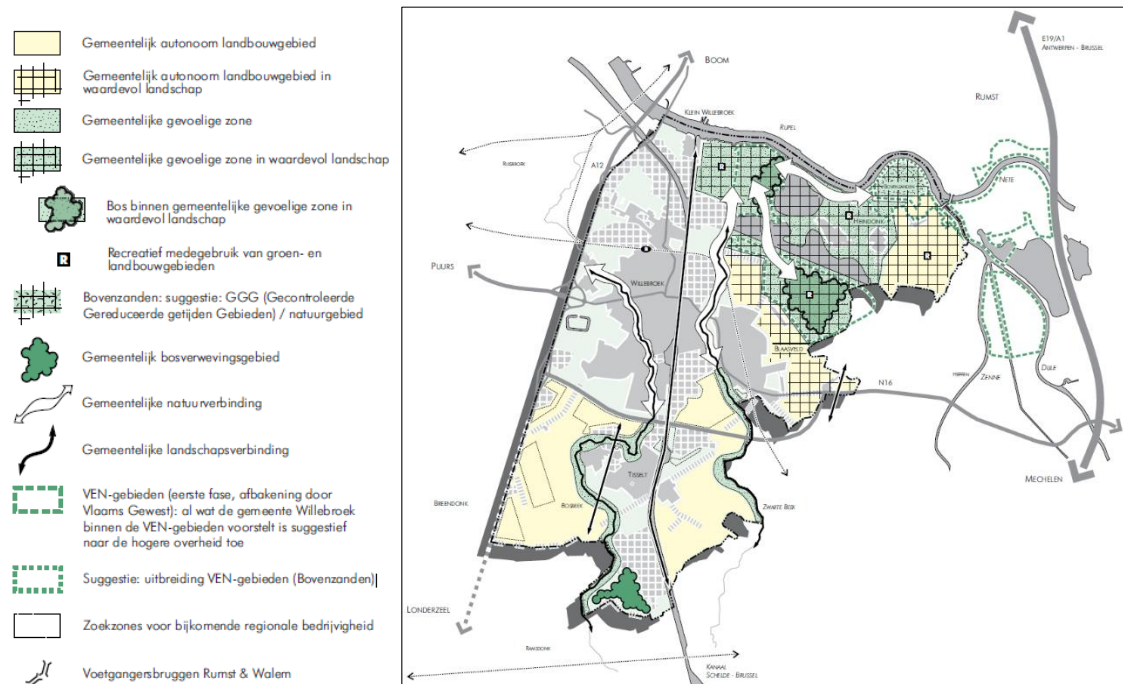 Gemeentelijk autonoom landbouwgebied
Gemeentelijk autonoom landbouwgebied in
waardevol landschap
Gemeentelijke gevoelige zone
Gemeentelijke gevoelige zone in waardevol landschap
Bos binnen gemeentelijke gevoelige zone in
waardevol landschap
R
Recreatief medegebruik van groen- en
landbouwgebieden
Bovenzanden: suggestie: GGG (Gecontroleerde
Gereduceerde getijden Gebieden) / natuurgebied
Gemeentelijk bosverwevingsgebied
Gemeentelijke natuurverbinding
Gemeentelijke landschapsverbinding
VEN-gebieden (eerste fase, afbakening door
Vlaams Gewest): al wat de gemeente Willebroek
binnen de VEN-gebieden voorstelt is suggestief
naar de hogere overheid toe
Suggestie: uitbreiding VEN-gebieden (Bovenzanden)
Zoekzones voor bijkomende regionale bedrijvigheid
Voetgangersbruggen Rumst & Walem
E19/A1
ANTWERPEN - BRUSSEL
BOOM
RUMST
KLEIN WILLEBROEK
RUPEL
RUISBROEK
A12
R
BOVENZANDEN
NETE
R
HEINDONK
R
PUURS
WILLEBROEK
R
BLAASVELD
N16
ZENNE
DIJLE
MECHELEN
TISSELT
BREENDONK
ZWARTE BEEK
LONDERZEEL
RAMSDONK
KANAAL
SCHELDE - BRUSSEL